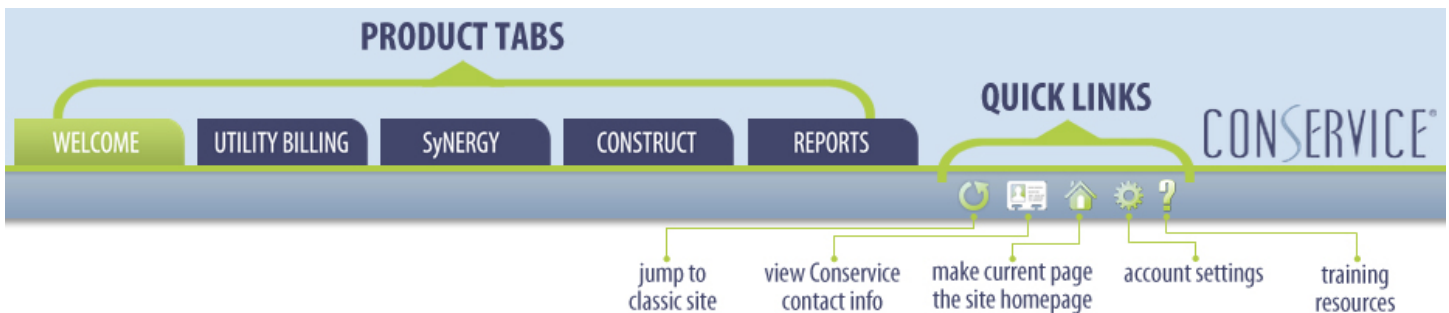 PRODUCT TABS
QUICK LINKS
CONSERVICE®
WELCOME
UTILITY BILLING
SyNERGY
CONSTRUCT
REPORTS
?
jump to
classic site
view Conservice
contact info
make current page
the site homepage
account settings
training
resources